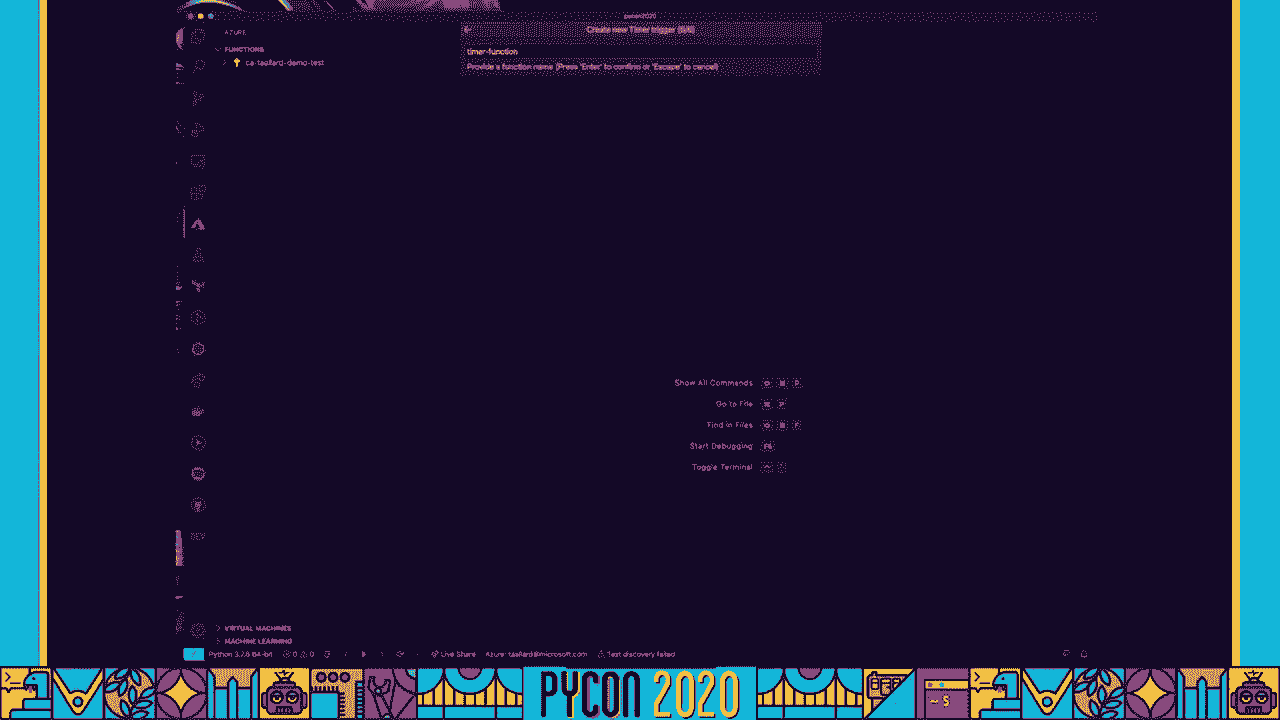 pycon2020
AZURE
Create new Timer trigger
FUNCTIONS
timer-function
ca-taallard-demo-test
Provide a function name (Press 'Enter' to confirm or 'Escape' to cancel)
Show All Commands
Go to File
Find in Files
Start Debugging F5
Toggle Terminal
VIRTUAL MACHINES
MACHINE LEARNING
Python 3.7.6 64-bit 0 0 Live Share Azure: taallard@microsoft.com Test discovery failed
PYCON 2020
~ $